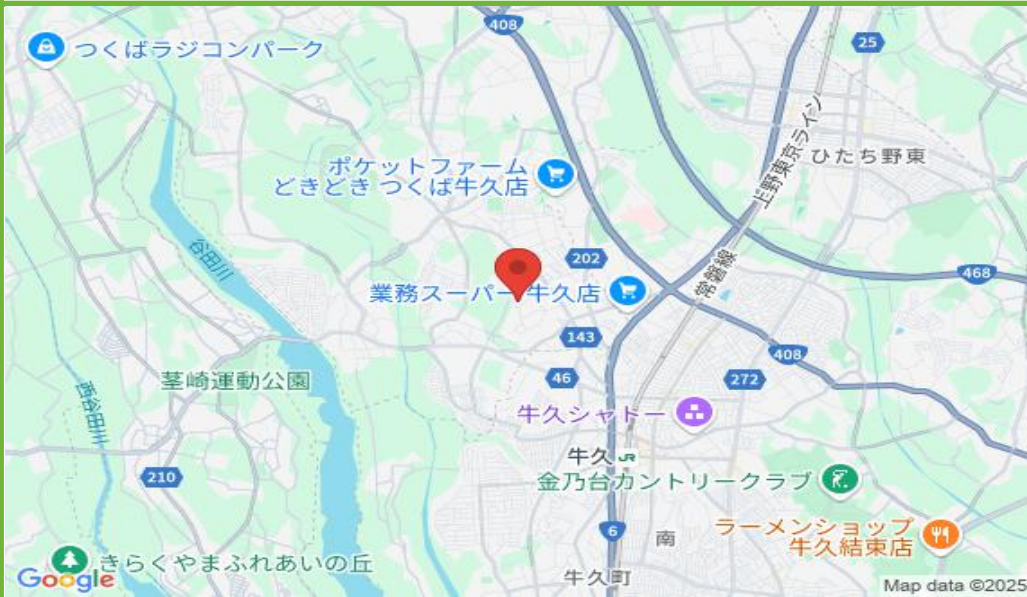 408
25
つくばラジコンパーク
上野東京ライン
ひたち野東
ポケットファーム
どきどき つくば牛久店
谷田川
202
常磐線
468
業務スーパー 牛久店
143
408
46
272
茎崎運動公園
西谷田川
牛久シャトー
牛久 JR
210
金乃台カントリークラブ
6
南
ラーメンショップ
牛久結束店
きらくやまふれあいの丘
牛久町
Google
Map data ©2025